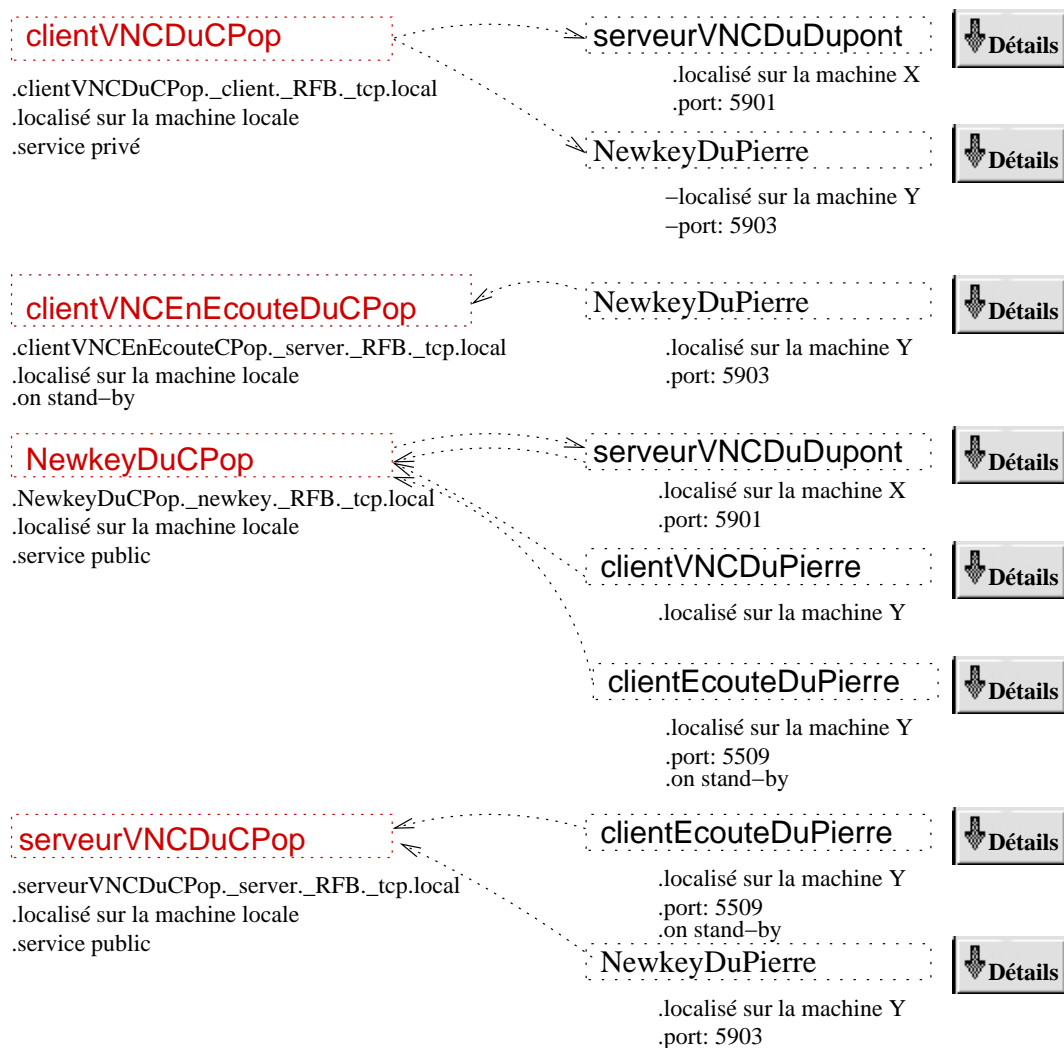 clientVNCDuCPop
.clientVNCDuCPop._client._RFB._tcp.local
.localisé sur la machine locale
.service privé
serveurVNCDuDupont
Détails
.localisé sur la machine X
.port: 5901
NewkeyDuPierre
Détails
−localisé sur la machine Y
−port: 5903
clientVNCEnEcouteDuCPop
.clientVNCEnEcouteCPop._server._RFB._tcp.local
.localisé sur la machine locale
.on stand−by
NewkeyDuPierre
Détails
.localisé sur la machine Y
.port: 5903
NewkeyDuCPop
.NewkeyDuCPop._newkey._RFB._tcp.local
.localisé sur la machine locale
.service public
serveurVNCDuDupont
Détails
.localisé sur la machine X
.port: 5901
clientVNCDuPierre
Détails
.localisé sur la machine Y
clientEcouteDuPierre
Détails
.localisé sur la machine Y
.port: 5509
.on stand−by
serveurVNCDuCPop
.serveurVNCDuCPop._server._RFB._tcp.local
.localisé sur la machine locale
.service public
clientEcouteDuPierre
Détails
.localisé sur la machine Y
.port: 5509
.on stand−by
NewkeyDuPierre
Détails
.localisé sur la machine Y
.port: 5903